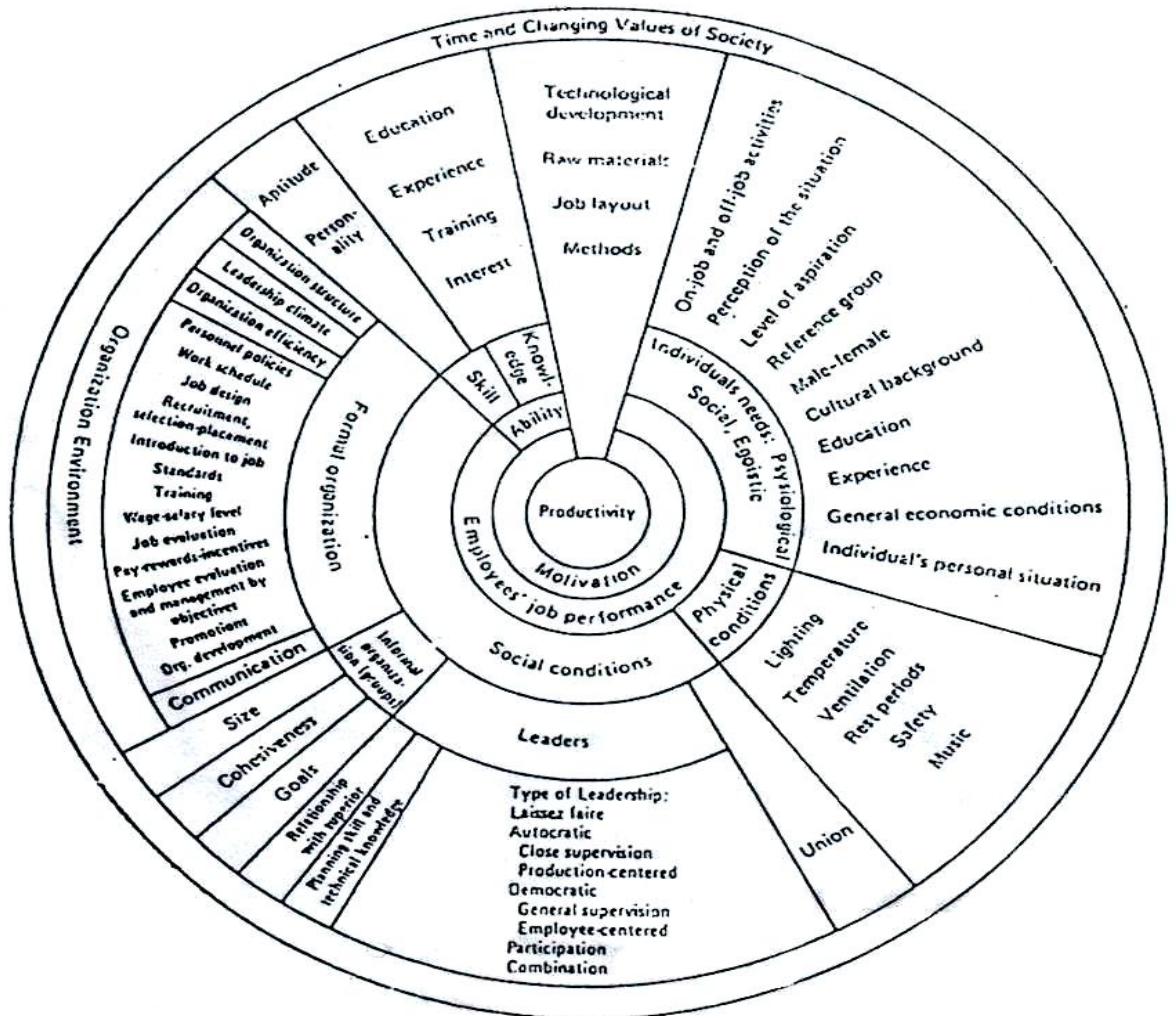 Time and Changing Values of Society
Technological
development
Raw materials
Job layout
Methods
On-job and off-job activities
Perception of the situation
Level of aspiration
Reference group
Male-female
Cultural background
Education
Experience
General economic conditions
Individual's personal situation
Individuals needs: Psysiological
Social, Egoistic
Physical
conditions
Lighting
Temperature
Ventilation
Rest periods
Safety
Music
Union
Leaders
Type of Leadership:
Laissez faire
Autocratic
Close supervision
Production-centered
Democratic
General supervision
Employee-centered
Participation
Combination
Planning skill and
technical knowledge
Relationship
with superior
Goals
Cohesiveness
Size
Informal
organiza-
tion (groups)
Social conditions
Organization Environment
Formal organization
Organization structure
Leadership climate
Organization efficiency
Personnel policies
Work schedule
Job design
Recruitment,
selection-placement
Introduction to job
Standards
Training
Wage-salary level
Job evaluation
Pay-rewards-incentives
Employee evaluation
and management by
objectives
Promotions
Org. development
Communication
Aptitude
Person-
ality
Education
Experience
Training
Interest
Skill
Knowl-
edge
Ability
Productivity
Motivation
Employees' job performance